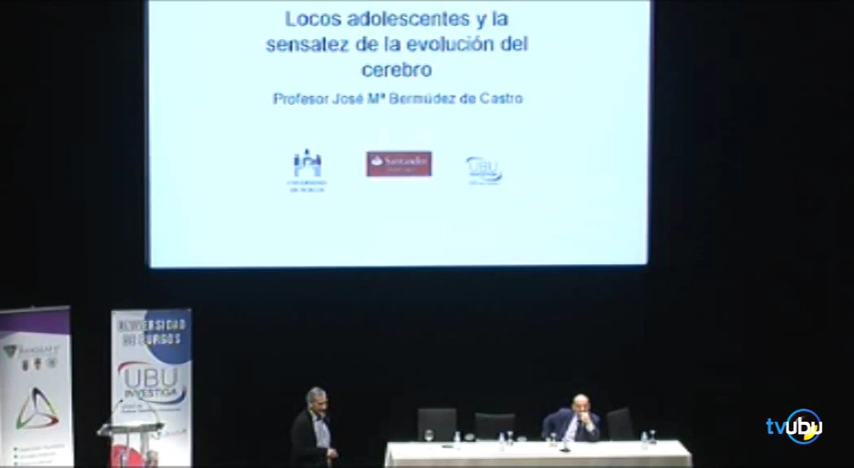 Locos adolescentes y la
sensatez de la evolución del
cerebro
Profesor José Mª Bermúdez de Castro
Santander
UBU
INVESTIGA
UNIVERSIDAD
DE BURGOS
UBU
INVESTIGA
tvubu